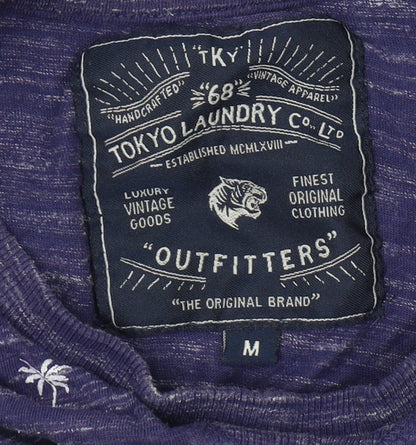 "TKY"
"HANDCRAFTED" "68" "VINTAGE APPAREL"
TOKYO LAUNDRY CO., LTD
ESTABLISHED MCMLXVIII
LUXURY
VINTAGE
GOODS
FINEST
ORIGINAL
CLOTHING
"OUTFITTERS"
"THE ORIGINAL BRAND"
M